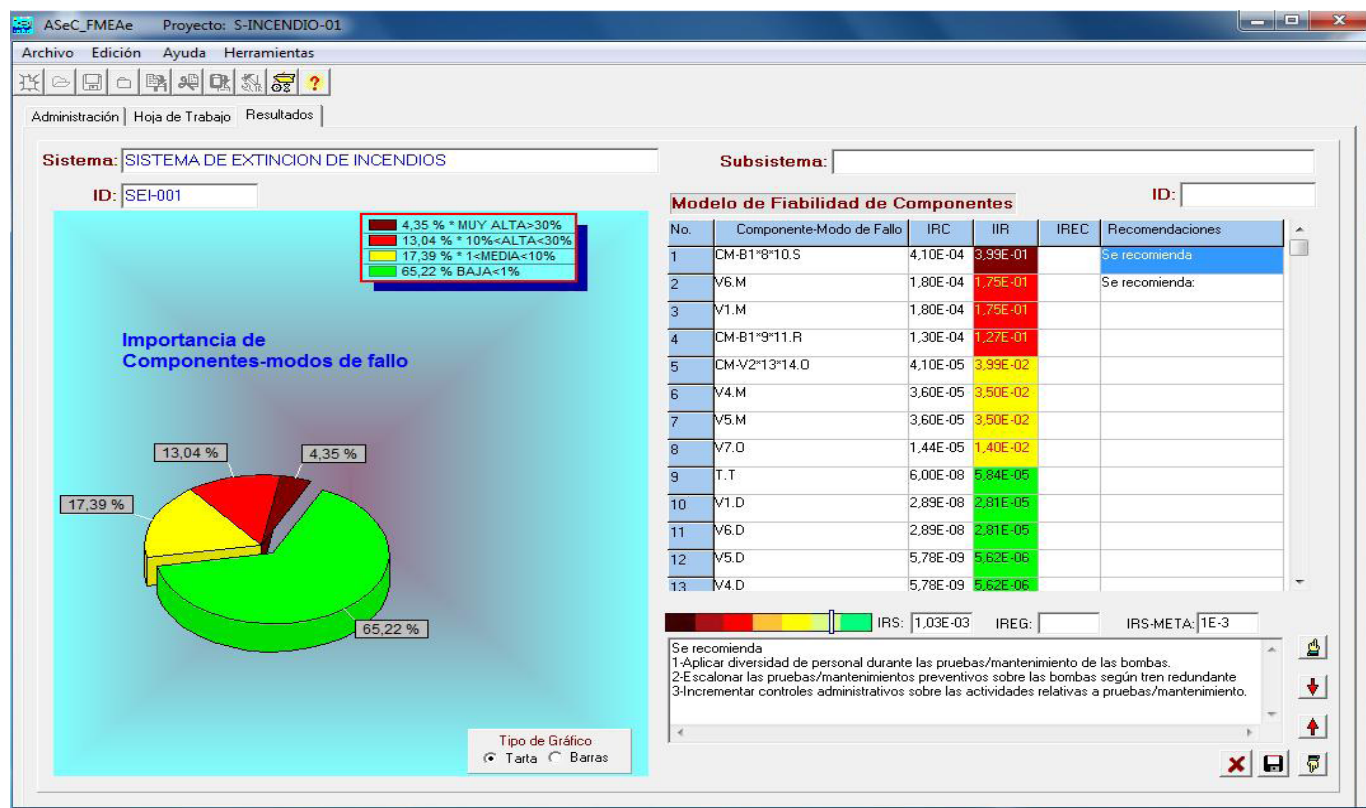 ASeC_FMEAe Proyecto: S-INCENDIO-01
Archivo Edición Ayuda Herramientas
?
Administración Hoja de Trabajo Resultados
Sistema: SISTEMA DE EXTINCION DE INCENDIOS
ID: SEI-001
4,35 % * MUY ALTA>30%
13,04 % * 10%<ALTA<30%
17,39 % * 1<MEDIA<10%
65,22 % BAJA<1%
Importancia de
Componentes-modos de fallo
13,04 %
4,35 %
17,39 %
65,22 %
Tipo de Gráfico
Tarta Barras
Subsistema:
ID:
Modelo de Fiabilidad de Componentes
No. Componente-Modo de Fallo IRC IIR IREC Recomendaciones
1 CM-B1*8*10.S 4,10E-04 3,99E-01 Se recomienda
2 V6.M 1,80E-04 1,75E-01 Se recomienda:
3 V1.M 1,80E-04 1,75E-01
4 CM-B1*9*11.R 1,30E-04 1,27E-01
5 CM-V2*13*14.O 4,10E-05 3,99E-02
6 V4.M 3,60E-05 3,50E-02
7 V5.M 3,60E-05 3,50E-02
8 V7.O 1,44E-05 1,40E-02
9 T.T 6,00E-08 5,84E-05
10 V1.D 2,89E-08 2,81E-05
11 V6.D 2,89E-08 2,81E-05
12 V5.D 5,78E-09 5,62E-06
13 V4.D 5,78E-09 5,62E-06
IRS: 1,03E-03 IREG: IRS-META: 1E-3
Se recomienda
1-Aplicar diversidad de personal durante las pruebas/mantenimiento de las bombas.
2-Escalonar las pruebas/mantenimientos preventivos sobre las bombas según tren redundante
3-Incrementar controles administrativos sobre las actividades relativas a pruebas/mantenimiento.